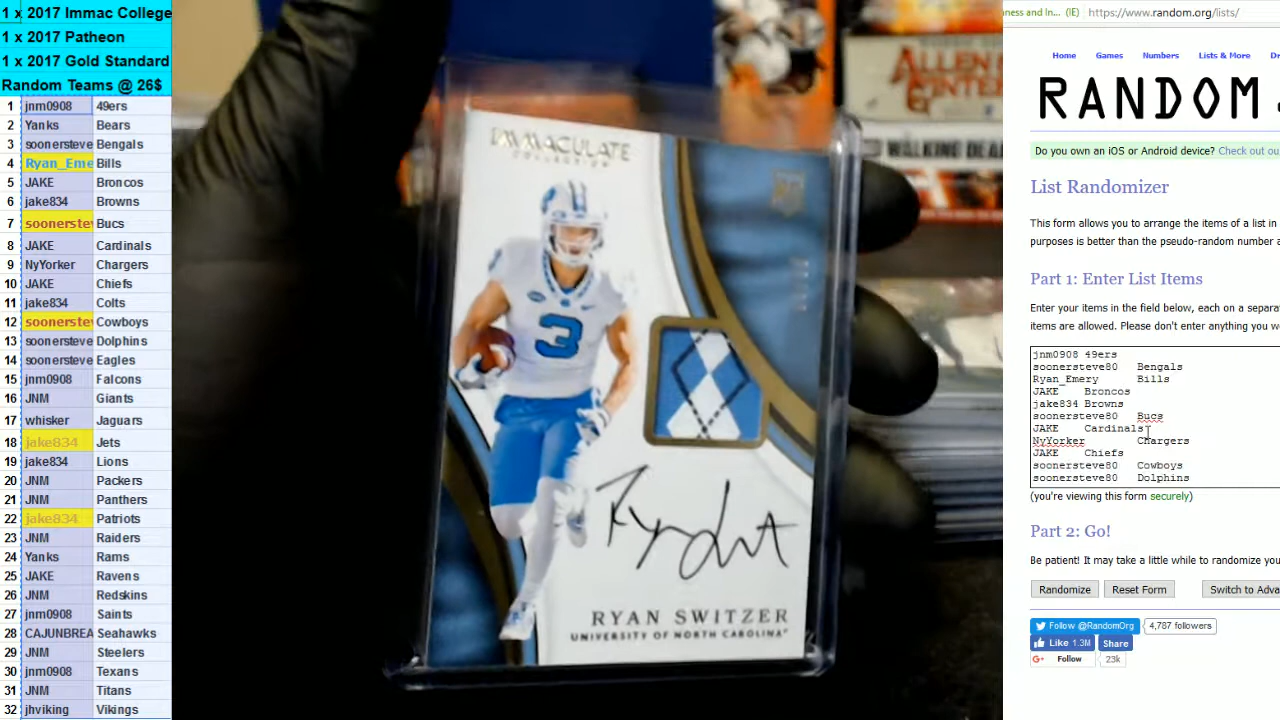 1 x 2017 Immac College
1 x 2017 Patheon
1 x 2017 Gold Standard
Random Teams @ 26$
1 jnm0908 49ers
2 Yanks Bears
3 soonersteve Bengals
4 Ryan_Eme Bills
5 JAKE Broncos
6 jake834 Browns
7 soonerste Bucs
8 JAKE Cardinals
9 NyYorker Chargers
10 JAKE Chiefs
11 jake834 Colts
12 soonerste Cowboys
13 soonersteve Dolphins
14 soonersteve Eagles
15 jnm0908 Falcons
16 JNM Giants
17 whisker Jaguars
18 jake834 Jets
19 jake834 Lions
20 JNM Packers
21 JNM Panthers
22 jake834 Patriots
23 JNM Raiders
24 Yanks Rams
25 JAKE Ravens
26 JNM Redskins
27 jnm0908 Saints
28 CAJUNBREA Seahawks
29 JNM Steelers
30 jnm0908 Texans
31 JNM Titans
32 jhviking Vikings
IMMACULATE
COLLECTION
3
3
RYAN SWITZER
UNIVERSITY OF NORTH CAROLINA
ALLEN
GINTER
WALKING DEAD
ness and In... (IE)
https://www.random.org/lists/
Home Games Numbers Lists & More Dr
RANDOM
Do you own an iOS or Android device? Check out ou
List Randomizer
This form allows you to arrange the items of a list in
purposes is better than the pseudo-random number a
Part 1: Enter List Items
Enter your items in the field below, each on a separat
items are allowed. Please don't enter anything you w
jnm0908 49ers
soonersteve80 Bengals
Ryan_Emery Bills
JAKE Broncos
jake834 Browns
soonersteve80 Bucs
JAKE Cardinals
NyYorker Chargers
JAKE Chiefs
soonersteve80 Cowboys
soonersteve80 Dolphins
(you're viewing this form securely)
Part 2: Go!
Be patient! It may take a little while to randomize you
Randomize Reset Form Switch to Adva
Follow @RandomOrg 4,787 followers
Like 1.3M Share
G+ Follow 23k